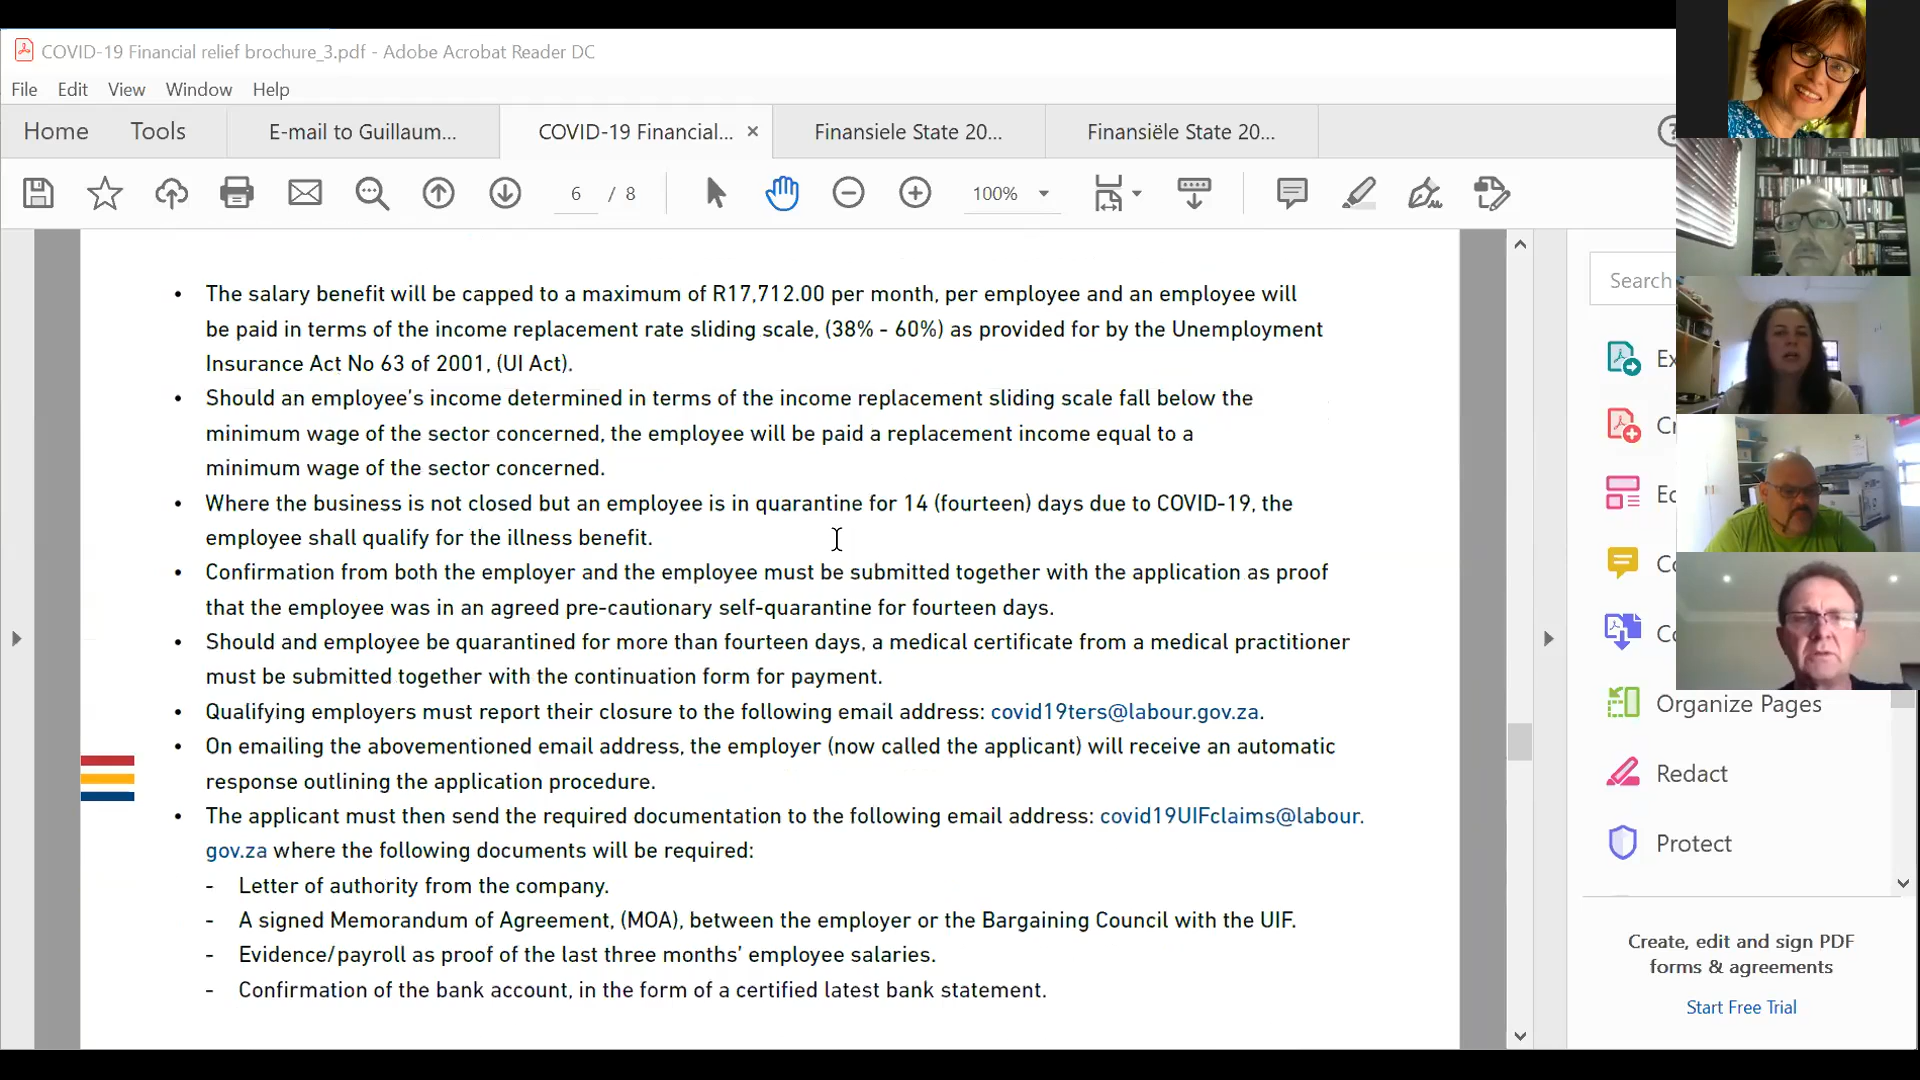 COVID-19 Financial relief brochure_3.pdf - Adobe Acrobat Reader DC
File Edit View Window Help
Home Tools E-mail to Guillaum... COVID-19 Financial... × Finansiele State 20... Finansiële State 20...
6 / 8 100%
• The salary benefit will be capped to a maximum of R17,712.00 per month, per employee and an employee will
be paid in terms of the income replacement rate sliding scale, (38% - 60%) as provided for by the Unemployment
Insurance Act No 63 of 2001, (UI Act).
• Should an employee's income determined in terms of the income replacement sliding scale fall below the
minimum wage of the sector concerned, the employee will be paid a replacement income equal to a
minimum wage of the sector concerned.
• Where the business is not closed but an employee is in quarantine for 14 (fourteen) days due to COVID-19, the
employee shall qualify for the illness benefit.
• Confirmation from both the employer and the employee must be submitted together with the application as proof
that the employee was in an agreed pre-cautionary self-quarantine for fourteen days.
• Should and employee be quarantined for more than fourteen days, a medical certificate from a medical practitioner
must be submitted together with the continuation form for payment.
• Qualifying employers must report their closure to the following email address: covid19ters@labour.gov.za.
• On emailing the abovementioned email address, the employer (now called the applicant) will receive an automatic
response outlining the application procedure.
• The applicant must then send the required documentation to the following email address: covid19UIFclaims@labour.
gov.za where the following documents will be required:
- Letter of authority from the company.
- A signed Memorandum of Agreement, (MOA), between the employer or the Bargaining Council with the UIF.
- Evidence/payroll as proof of the last three months' employee salaries.
- Confirmation of the bank account, in the form of a certified latest bank statement.
Search
Organize Pages
Redact
Protect
Create, edit and sign PDF
forms & agreements
Start Free Trial